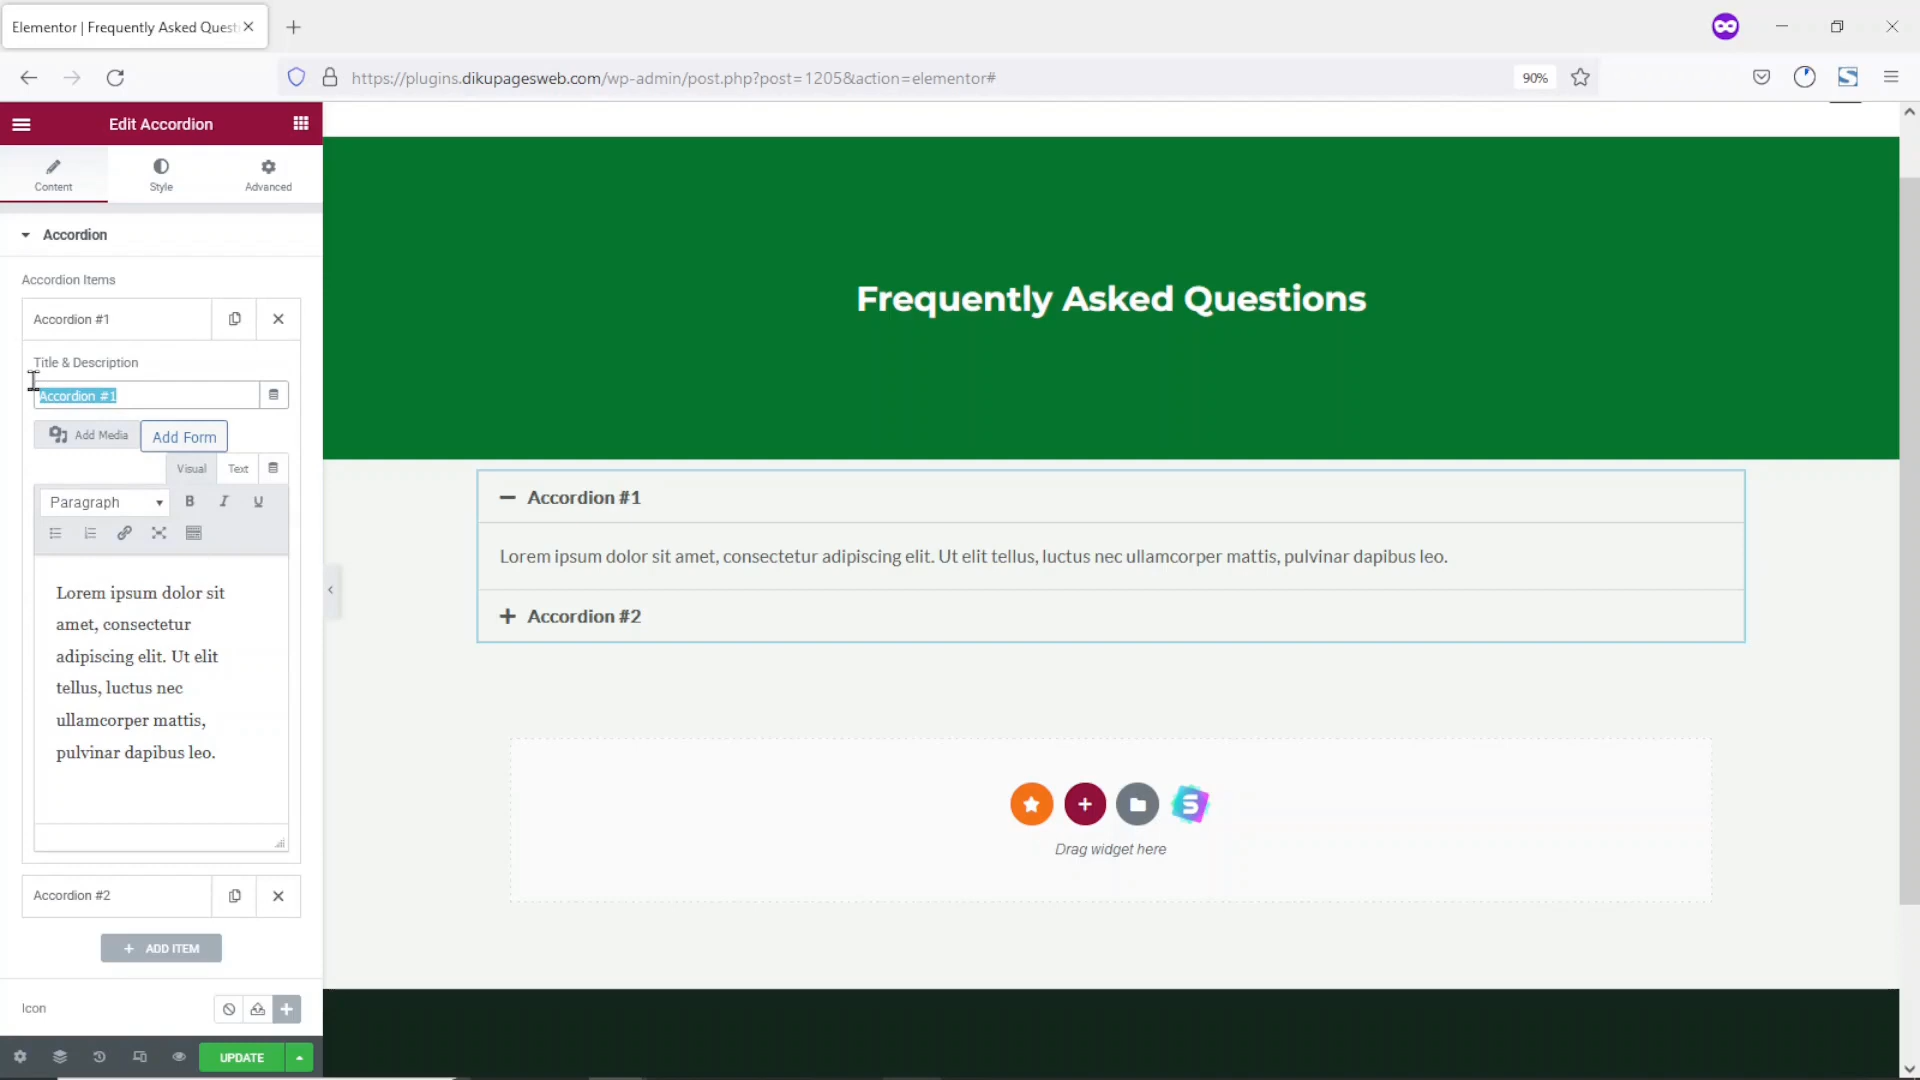 Elementor | Frequently Asked Quest
https://plugins.dikupagesweb.com/wp-admin/post.php?post=1205&action=elementor#
90%
Edit Accordion
Content
Style
Advanced
Accordion
Accordion Items
Accordion #1
Title & Description
Accordion #1
Add Media
Add Form
Visual
Text
Paragraph
B
I
U
Lorem ipsum dolor sit
amet, consectetur
adipiscing elit. Ut elit
tellus, luctus nec
ullamcorper mattis,
pulvinar dapibus leo.
Accordion #2
ADD ITEM
Icon
UPDATE
Frequently Asked Questions
Accordion #1
Lorem ipsum dolor sit amet, consectetur adipiscing elit. Ut elit tellus, luctus nec ullamcorper mattis, pulvinar dapibus leo.
Accordion #2
Drag widget here